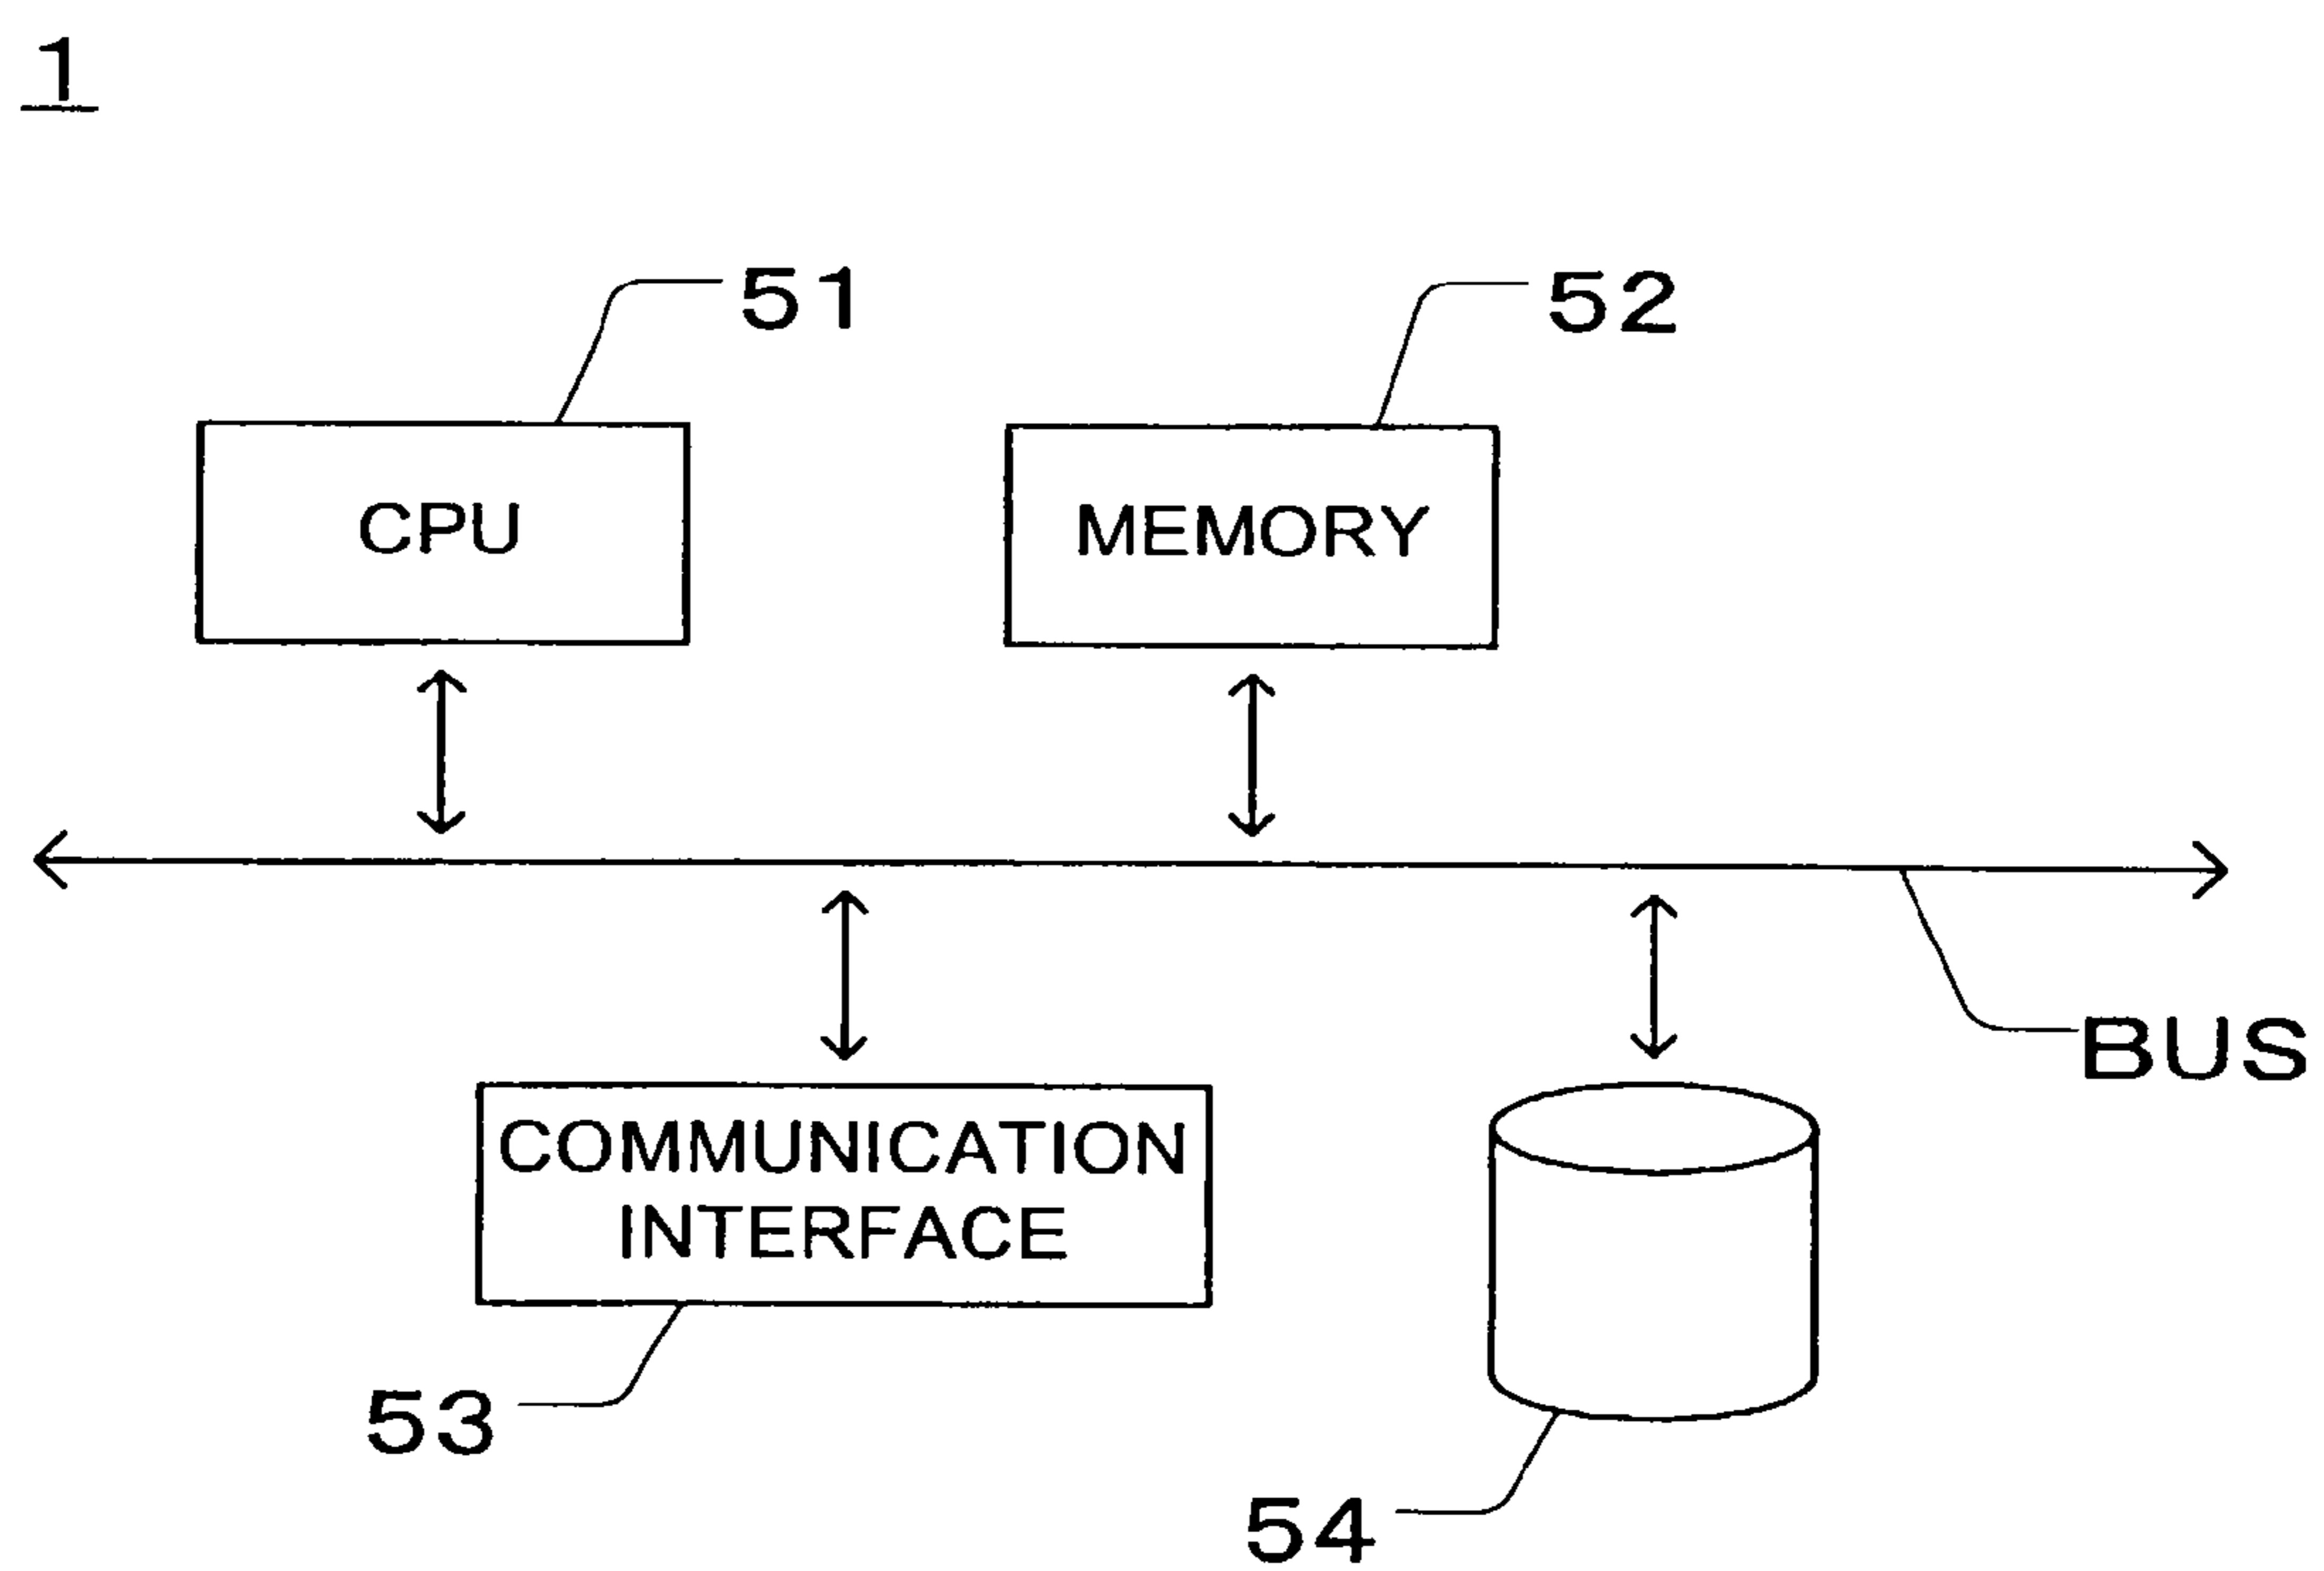 1
51
52
CPU
MEMORY
BUS
COMMUNICATION
INTERFACE
53
54